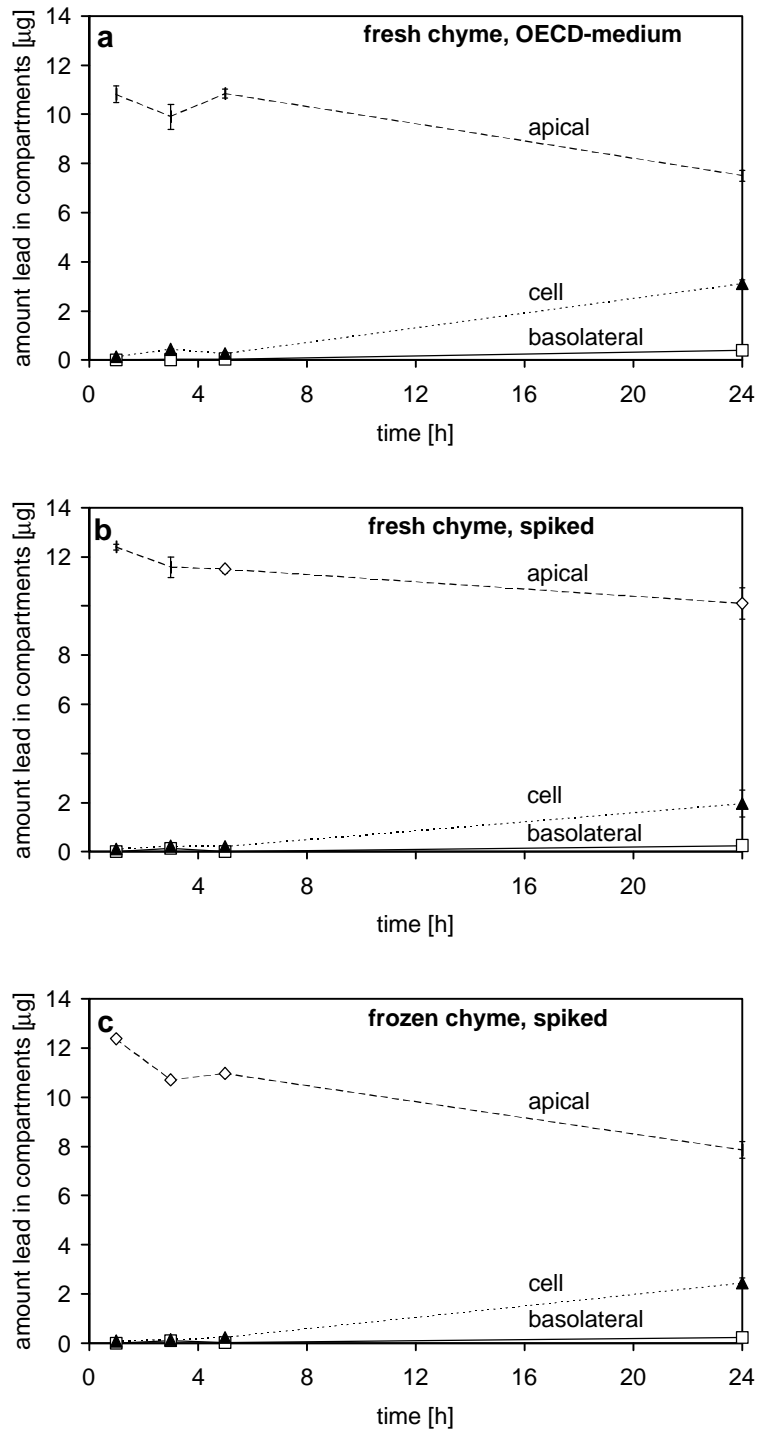 amount lead in compartments [µg]
14
12
10
8
6
4
2
0
a
fresh chyme, OECD-medium
apical
cell
basolateral
0 4 8 12 16 20 24
time [h]
amount lead in compartments [µg]
14
12
8
6
4
2
0
b
fresh chyme, spiked
apical
cell
basolateral
4 8 16 20
time [h]
amount lead in compartments [µg]
14
12
10
8
6
4
2
0
c
frozen chyme, spiked
apical
cell
basolateral
0 4 8 12 16 20 24
time [h]